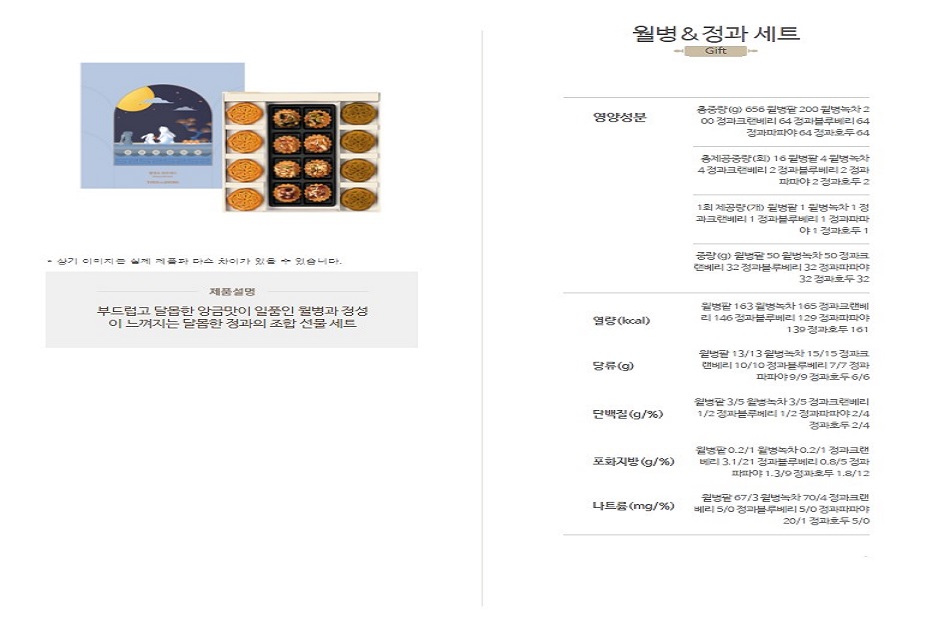 * 상기 이미지는 실제 제품과 다소 차이가 있을 수 있습니다.
제품설명
부드럽고 달콤한 앙금맛이 일품인 월병과 정성
이 느껴지는 달콤한 정과의 조합 선물 세트
월병&정과 세트
Gift
영양성분
총중량(g) 656 월병팥 200 월병녹차 2
00 정과크랜베리 64 정과블루베리 64
정과파파야 64 정과호두 64
총제공중량(회) 16 월병팥 4 월병녹차
4 정과크랜베리 2 정과블루베리 2 정과
파파야 2 정과호두 2
1회 제공량(개) 월병팥 1 월병녹차 1 정
과크랜베리 1 정과블루베리 1 정과파파
야 1 정과호두 1
중량(g) 월병팥 50 월병녹차 50 정과크
랜베리 32 정과블루베리 32 정과파파야
32 정과호두 32
열량(kcal)
월병팥 163 월병녹차 165 정과크랜베
리 146 정과블루베리 129 정과파파야
139 정과호두 161
당류(g)
월병팥 13/13 월병녹차 15/15 정과크
랜베리 10/10 정과블루베리 7/7 정과
파파야 9/9 정과호두 6/6
단백질(g/%)
월병팥 3/5 월병녹차 3/5 정과크랜베리
1/2 정과블루베리 1/2 정과파파야 2/4
정과호두 2/4
포화지방(g/%)
월병팥 0.2/1 월병녹차 0.2/1 정과크랜
베리 3.1/21 정과블루베리 0.8/5 정과
파파야 1.3/9 정과호두 1.8/12
나트륨(mg/%)
월병팥 67/3 월병녹차 70/4 정과크랜
베리 5/0 정과블루베리 5/0 정과파파야
20/1 정과호두 5/0